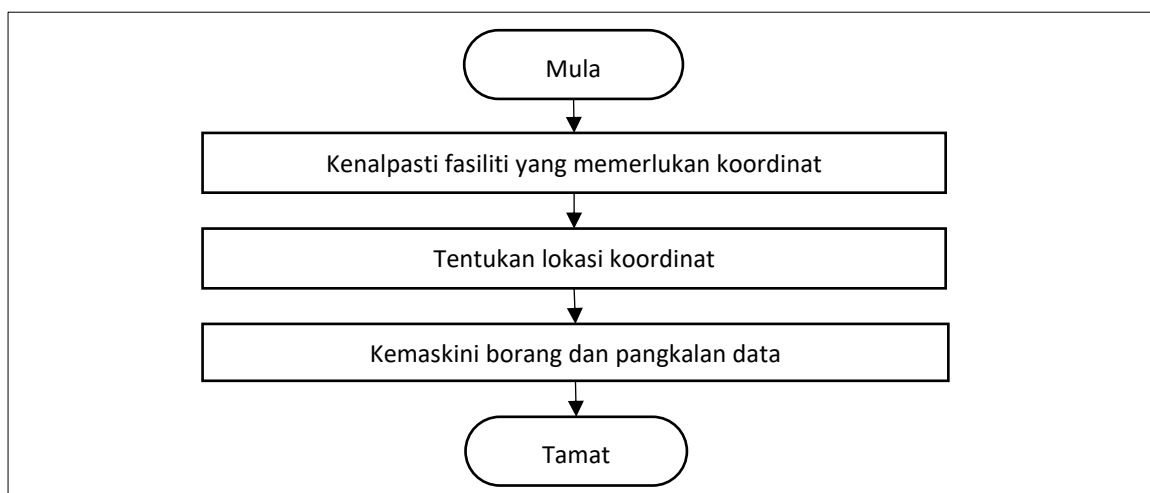 Mula
Kenalpasti fasiliti yang memerlukan koordinat
Tentukan lokasi koordinat
Kemaskini borang dan pangkalan data
Tamat